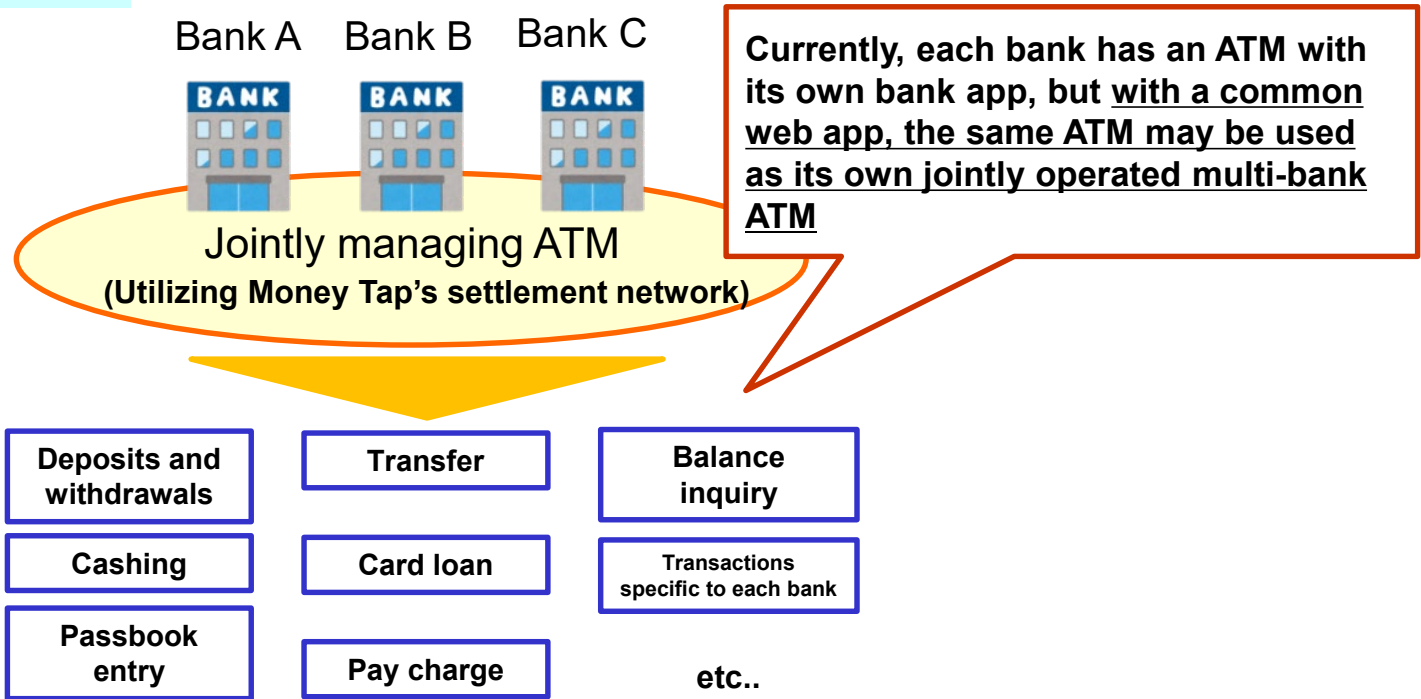 Bank A Bank B Bank C
BANK BANK BANK
Currently, each bank has an ATM with
its own bank app, but with a common
web app, the same ATM may be used
as its own jointly operated multi-bank
ATM
Jointly managing ATM
(Utilizing Money Tap's settlement network)
Deposits and
withdrawals
Transfer
Balance
inquiry
Cashing
Card loan
Transactions
specific to each bank
Passbook
entry
Pay charge
etc..